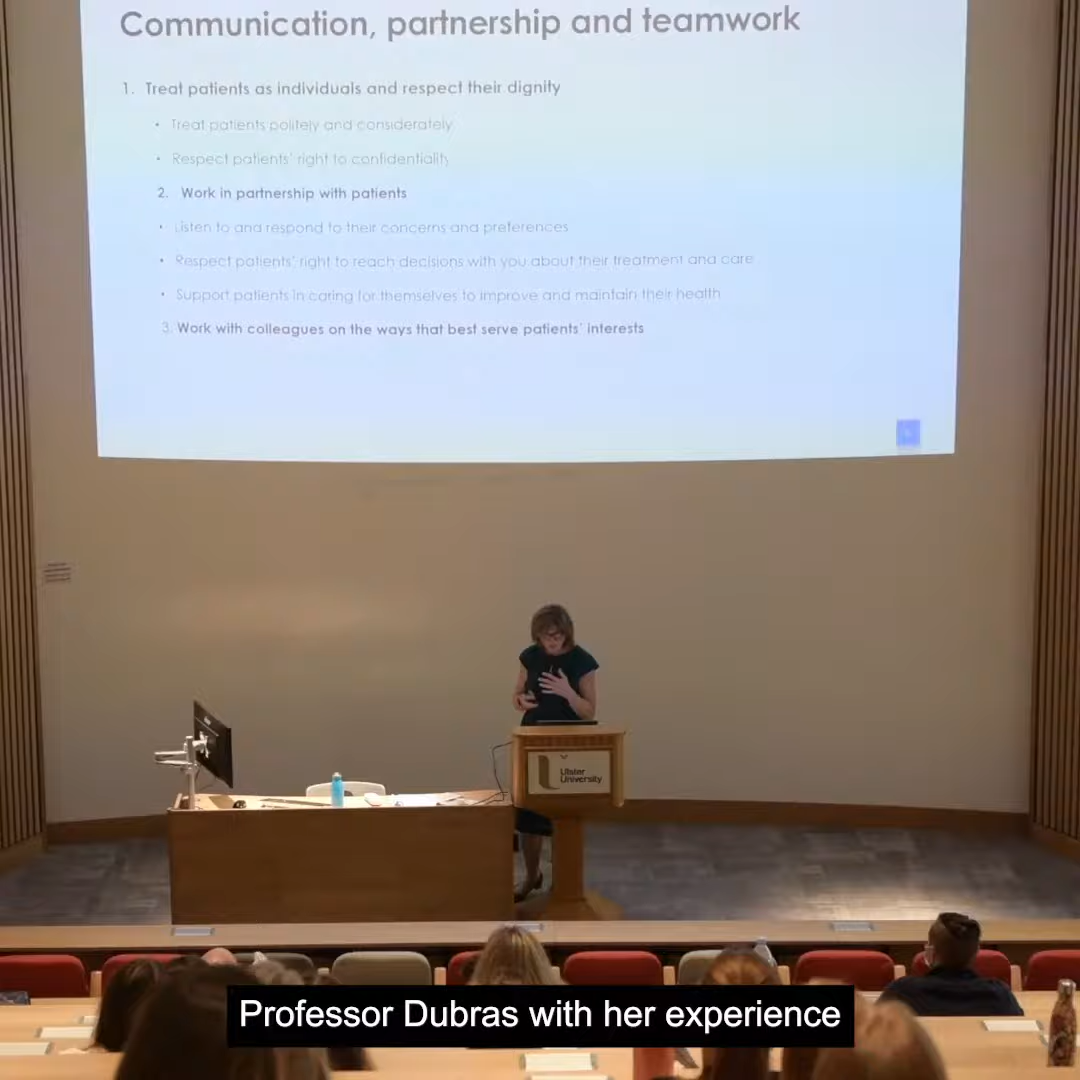 Communication, partnership and teamwork
1. Treat patients as individuals and respect their dignity
• Treat patients politely and considerately
• Respect patients' right to confidentiality
2. Work in partnership with patients
• Listen to and respond to their concerns and preferences
• Respect patients' right to reach decisions with you about their treatment and care
• Support patients in caring for themselves to improve and maintain their health
3. Work with colleagues on the ways that best serve patients' interests
Ulster
University
Professor Dubras with her experience